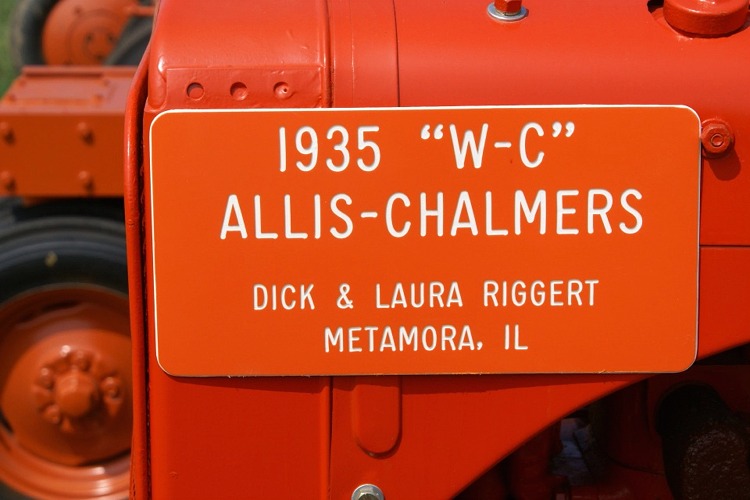 1935 “W-C”
ALLIS-CHALMERS
DICK & LAURA RIGGERT
METAMORA, IL